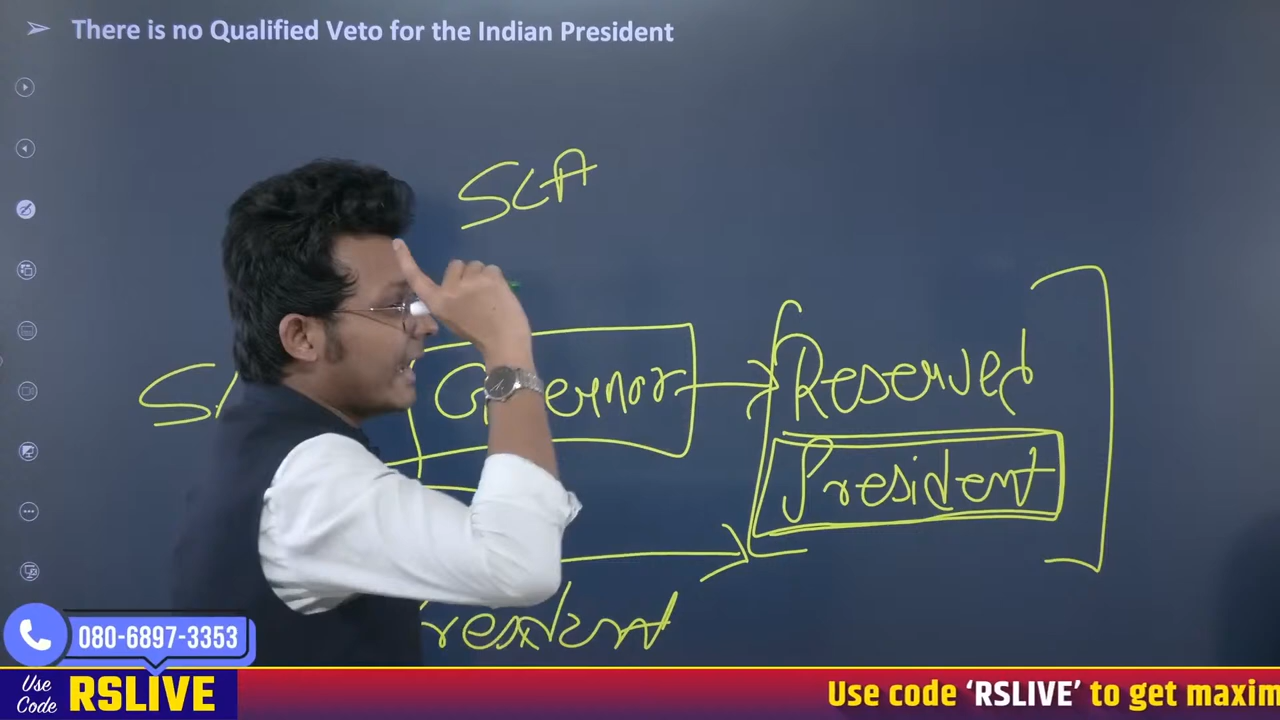 ➢ There is no Qualified Veto for the Indian President
SLA
Governor
Reserved
President
080-6897-3353
Use Code RSLIVE
Use code ‘RSLIVE’ to get maxim